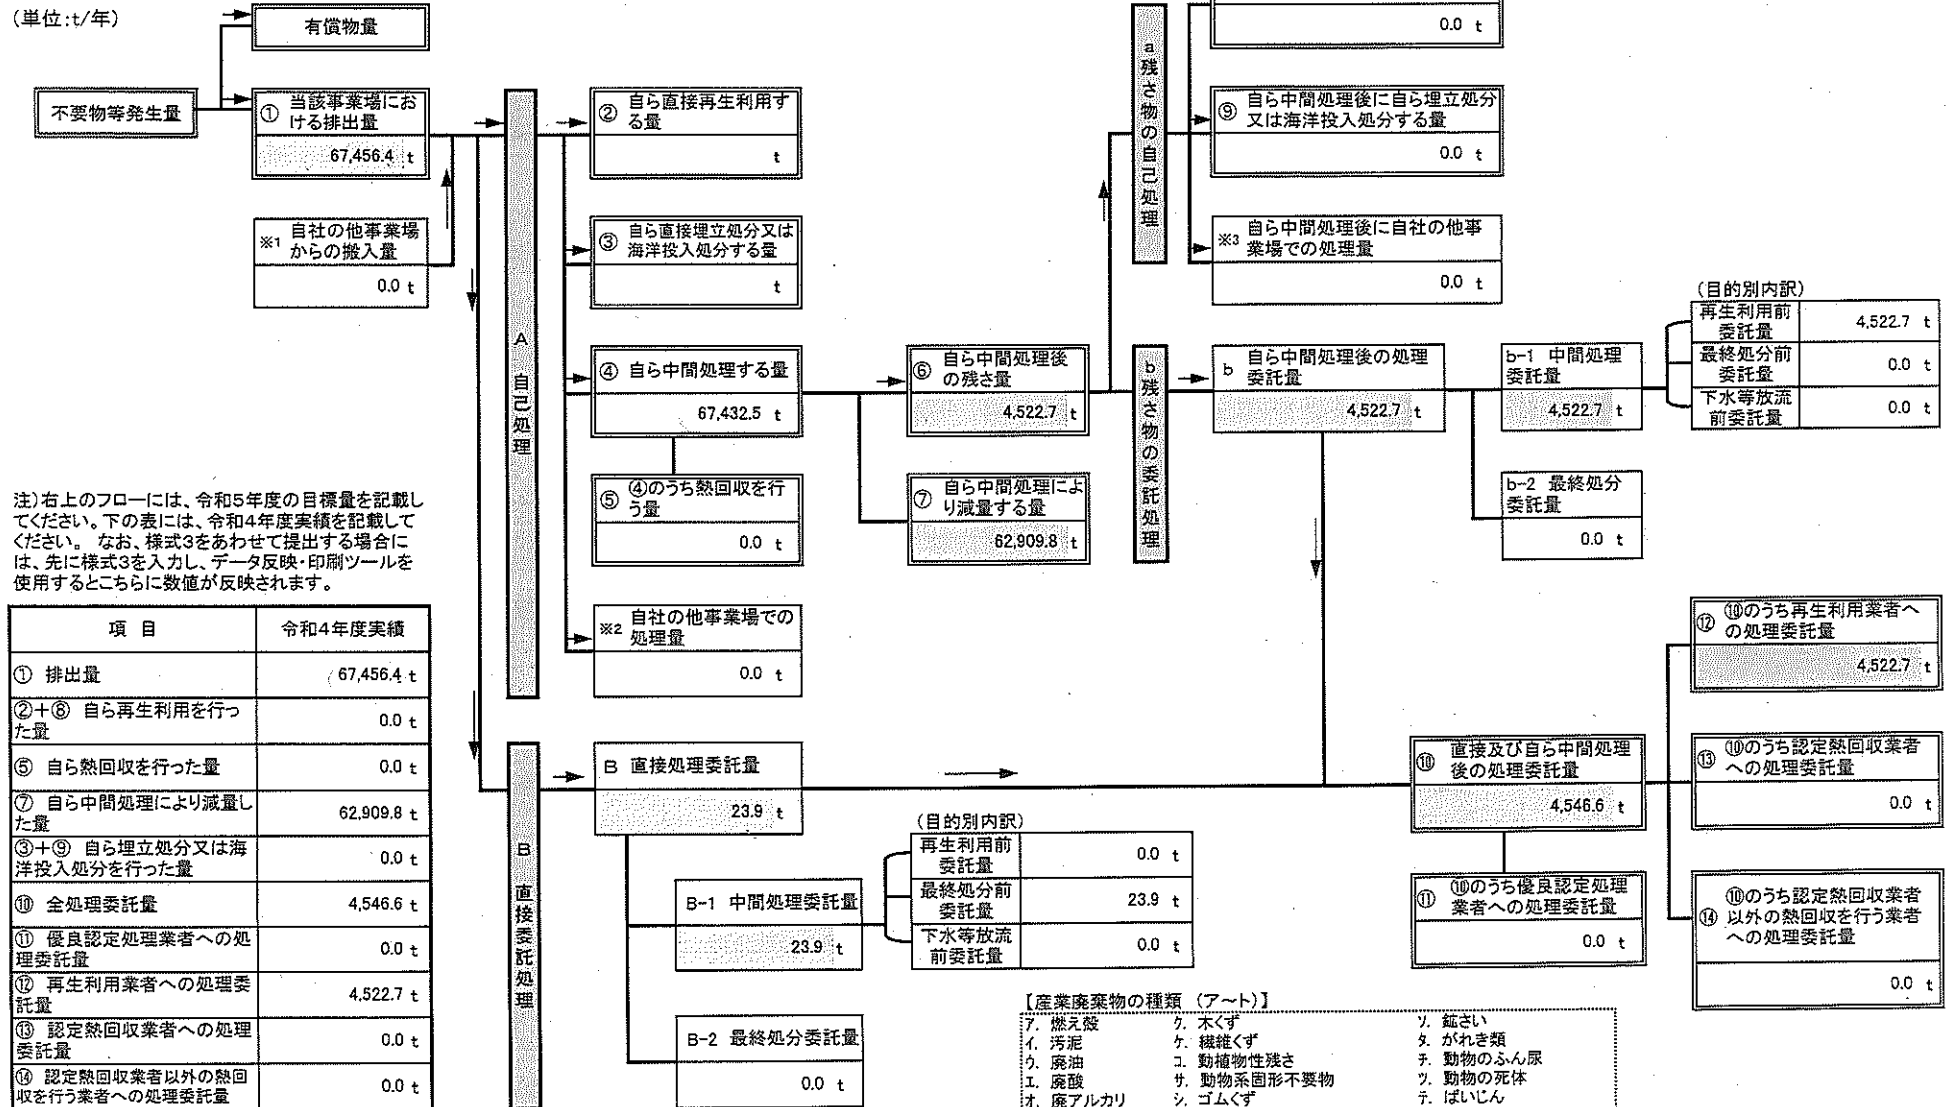 (単位:t/年)
有償物量
不要物等発生量
① 当該事業場にお
ける排出量
67,456.4 t
※1 自社の他事業場
からの搬入量
0.0 t
A 自己処理
② 自ら直接再生利用す
る量
t
③ 自ら直接埋立処分又は
海洋投入処分する量
t
④ 自ら中間処理する量
67,432.5 t
⑤ ④のうち熱回収を行
う量
0.0 t
※2 自社の他事業場での
処理量
0.0 t
⑥ 自ら中間処理後
の残さ量
4,522.7 t
⑦ 自ら中間処理によ
り減量する量
62,909.8 t
a 残さ物の自己処理
0.0 t
⑨ 自ら中間処理後に自ら埋立処分
又は海洋投入処分する量
0.0 t
※3 自ら中間処理後に自社の他事
業場での処理量
0.0 t
b 残さ物の委託処理
b 自ら中間処理後の処理
委託量
4,522.7 t
b-1 中間処理
委託量
4,522.7 t
(目的別内訳)
再生利用前
委託量
4,522.7 t
最終処分前
委託量
0.0 t
下水等放流
前委託量
0.0 t
b-2 最終処分
委託量
0.0 t
注)右上のフローには、令和5年度の目標量を記載し
てください。下の表には、令和4年度実績を記載して
ください。 なお、様式3をあわせて提出する場合に
は、先に様式3を入力し、データ反映・印刷ツールを
使用するとこちらに数値が反映されます。
項 目 令和4年度実績
① 排出量 67,456.4 t
②+⑧ 自ら再生利用を行っ
た量 0.0 t
⑤ 自ら熱回収を行った量 0.0 t
⑦ 自ら中間処理により減量し
た量 62,909.8 t
③+⑨ 自ら埋立処分又は海
洋投入処分を行った量 0.0 t
⑩ 全処理委託量 4,546.6 t
⑪ 優良認定処理業者への処
理委託量 0.0 t
⑫ 再生利用業者への処理委
託量 4,522.7 t
⑬ 認定熱回収業者への処理
委託量 0.0 t
⑭ 認定熱回収業者以外の熱回
収を行う業者への処理委託量 0.0 t
B 直接委託処理
B 直接処理委託量
23.9 t
B-1 中間処理委託量
23.9 t
(目的別内訳)
再生利用前
委託量
0.0 t
最終処分前
委託量
23.9 t
下水等放流
前委託量
0.0 t
B-2 最終処分委託量
0.0 t
⑩ 直接及び自ら中間処理
後の処理委託量
4,546.6 t
⑪ ⑩のうち優良認定処理
業者への処理委託量
0.0 t
⑫ ⑩のうち再生利用業者へ
の処理委託量
4,522.7 t
⑬ ⑩のうち認定熱回収業者
への処理委託量
0.0 t
⑭ ⑩のうち認定熱回収業者
以外の熱回収を行う業者
への処理委託量
0.0 t
【産業廃棄物の種類 (ア～ト)】
ア. 燃え殻 ク. 木くず ソ. 鉱さい
イ. 汚泥 ケ. 繊維くず タ. がれき類
ウ. 廃油 コ. 動植物性残さ チ. 動物のふん尿
エ. 廃酸 サ. 動物系固形不要物 ツ. 動物の死体
オ. 廃アルカリ シ. ゴムくず テ. ばいじん